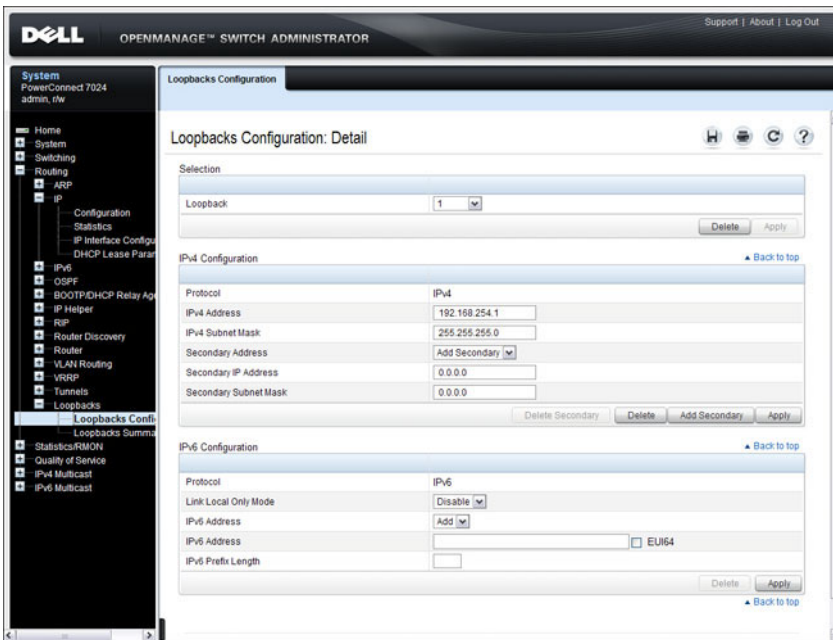 Support | About | Log Out
DELL
OPENMANAGE™ SWITCH ADMINISTRATOR
System
PowerConnect 7024
admin, r/w
Home
System
Switching
Routing
ARP
IP
Configuration
Statistics
IP Interface Configu
DHCP Lease Parar
IPv6
OSPF
BOOTP/DHCP Relay Age
IP Helper
RIP
Router Discovery
Router
VLAN Routing
VRRP
Tunnels
Loopbacks
Loopbacks Confi
Loopbacks Summa
Statistics/RMON
Quality of Service
IPv4 Multicast
IPv6 Multicast
Loopbacks Configuration
Loopbacks Configuration: Detail
Selection
Loopback 1
Delete Apply
IPv4 Configuration Back to top
Protocol IPv4
IPv4 Address 192.168.254.1
IPv4 Subnet Mask 255.255.255.0
Secondary Address Add Secondary
Secondary IP Address 0.0.0.0
Secondary Subnet Mask 0.0.0.0
Delete Secondary Delete Add Secondary Apply
IPv6 Configuration Back to top
Protocol IPv6
Link Local Only Mode Disable
IPv6 Address Add
IPv6 Address EUI64
IPv6 Prefix Length
Delete Apply
Back to top